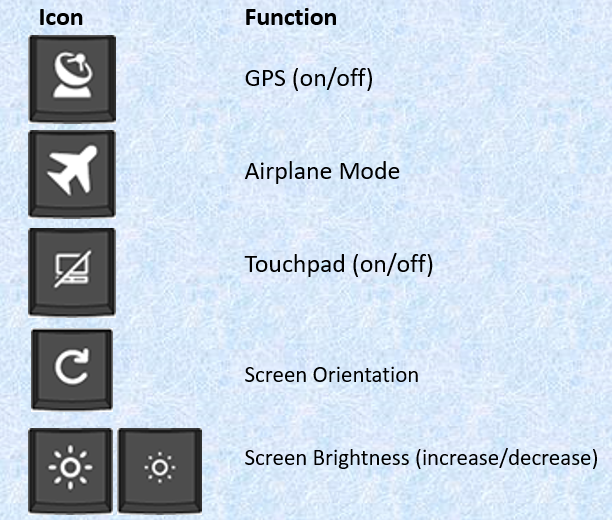 Icon Function
GPS (on/off)
Airplane Mode
Touchpad (on/off)
Screen Orientation
Screen Brightness (increase/decrease)